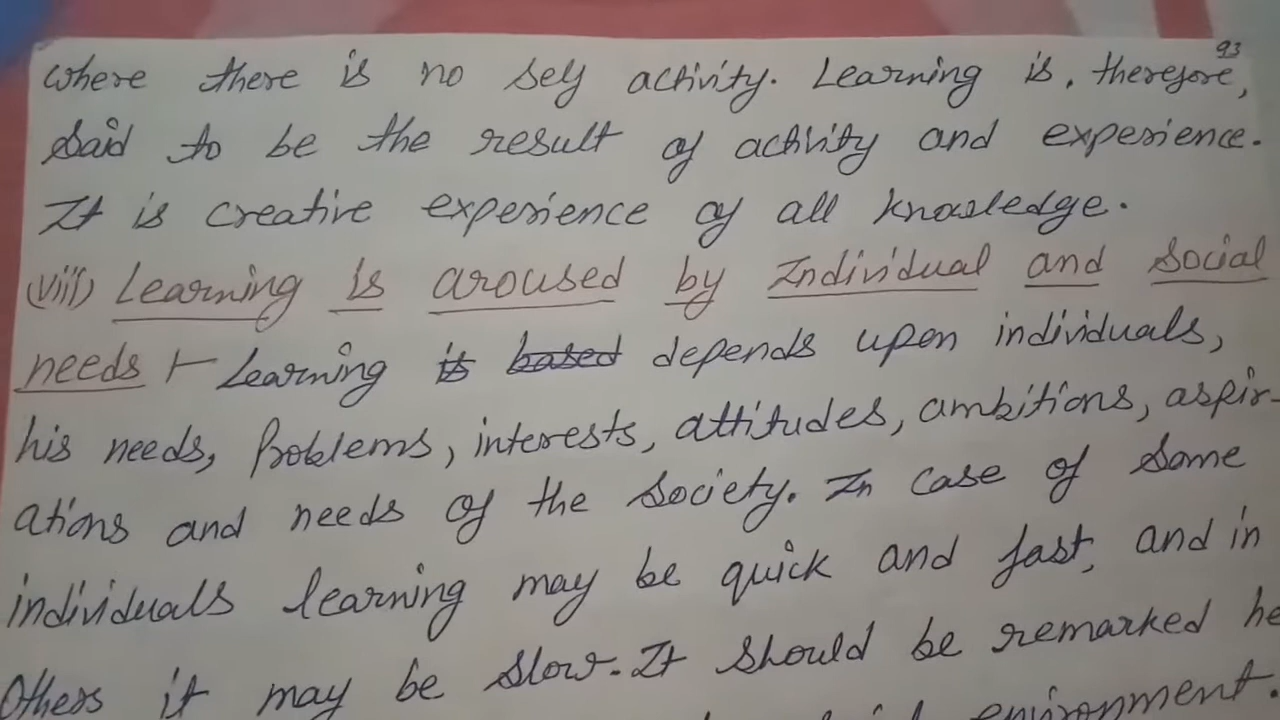 93
where there is no self activity. Learning is, therefore,
said to be the result of activity and experience.
It is creative experience of all knowledge.
(viii) Learning is aroused by Individual and Social
needs :- Learning is based depends upon individuals,
his needs, Problems, interests, attitudes, ambitions, aspir-
ations and needs of the society. In case of some
individuals learning may be quick and fast, and in
Others it may be slow. It should be remarked he
environment.